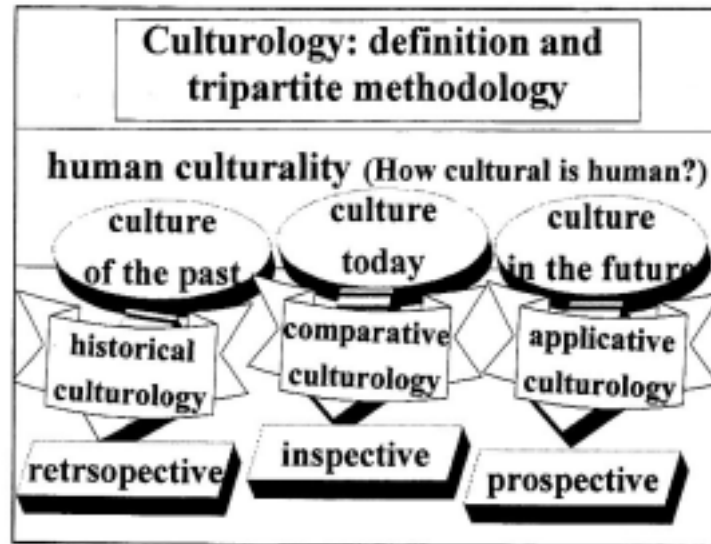 Culturology: definition and
tripartite methodology
human culturality (How cultural is human?)
culture
of the past
culture
today
culture
in the future
historical
culturology
comparative
culturology
applicative
culturology
retrsopective
inspective
prospective